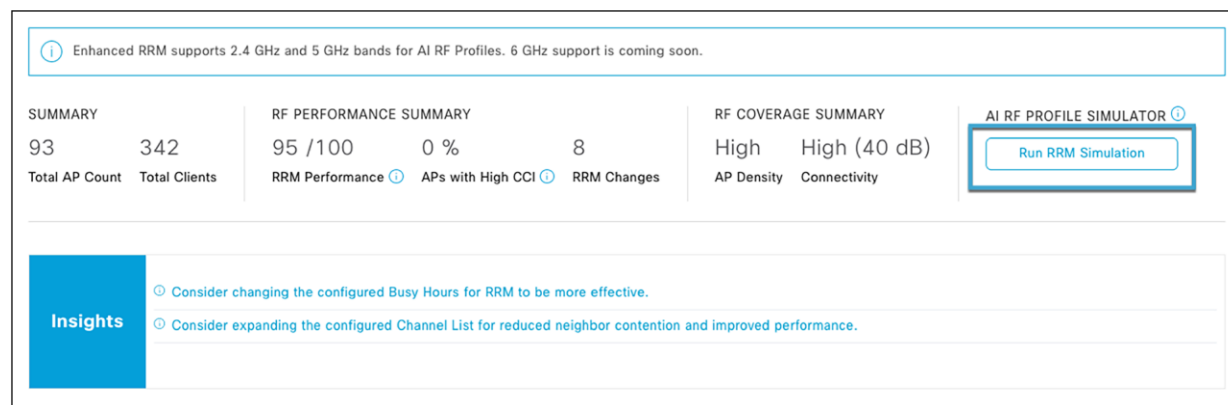 Enhanced RRM supports 2.4 GHz and 5 GHz bands for AI RF Profiles. 6 GHz support is coming soon.
SUMMARY
93 342
Total AP Count Total Clients
RF PERFORMANCE SUMMARY
95 /100 0 % 8
RRM Performance APs with High CCI RRM Changes
RF COVERAGE SUMMARY
High High (40 dB)
AP Density Connectivity
AI RF PROFILE SIMULATOR
Run RRM Simulation
Insights
Consider changing the configured Busy Hours for RRM to be more effective.
Consider expanding the configured Channel List for reduced neighbor contention and improved performance.